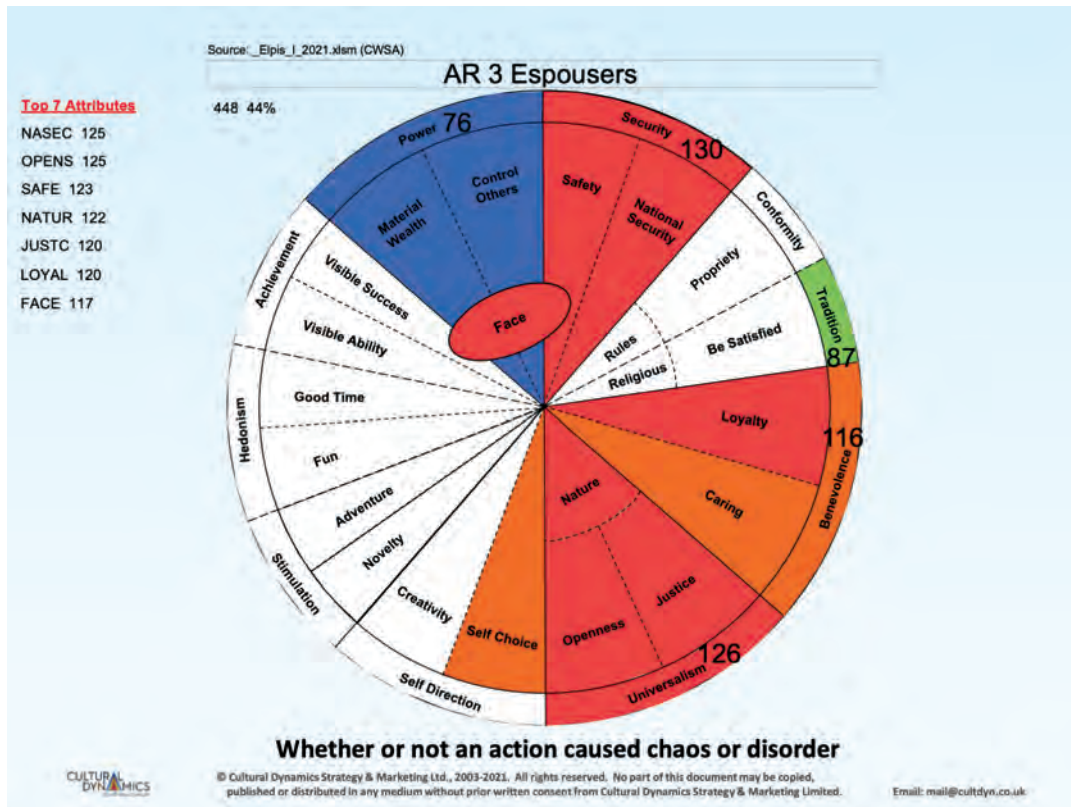 Source: _Elpis_I_2021.xlsm (CWSA)
AR 3 Espousers
Top 7 Attributes
NASEC 125
OPENS 125
SAFE 123
NATUR 122
JUSTC 120
LOYAL 120
FACE 117
448 44%
Power 76
Security
130
Control
Others
Material
Wealth
Safety
National
Security
Conformity
Propriety
Tradition
87
Achievement
Visible Success
Visible Ability
Face
Rules
Religious
Be Satisfied
Hedonism
Good Time
Fun
Loyalty
116
Benevolence
Caring
Stimulation
Adventure
Novelty
Nature
Creativity
Self Choice
Openness
Justice
Self Direction
Universalism
126
Whether or not an action caused chaos or disorder
CULTURAL
DYNAMICS
© Cultural Dynamics Strategy & Marketing Ltd., 2003-2021. All rights reserved. No part of this document may be copied,
published or distributed in any medium without prior written consent from Cultural Dynamics Strategy & Marketing Limited.
Email: mail@cultdyn.co.uk